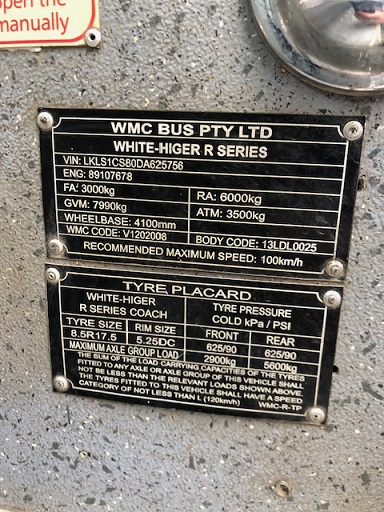 open the
manually
WMC BUS PTY LTD
WHITE-HIGER R SERIES
VIN: LKLS1CS80DA625756
ENG: 89107678
FA: 3000kg RA: 6000kg
GVM: 7990kg ATM: 3500kg
WHEELBASE: 4100mm
WMC CODE: V1202008 BODY CODE: 13LDL0025
RECOMMENDED MAXIMUM SPEED: 100km/h
TYRE PLACARD
WHITE-HIGER R SERIES COACH TYRE PRESSURE COLD kPa / PSI
TYRE SIZE RIM SIZE FRONT REAR
8.5R17.5 5.25DC 625/90 625/90
MAXIMUM AXLE GROUP LOAD 2900kg 5600kg
THE SUM OF THE LOAD CARRYING CAPACITIES OF THE TYRES
FITTED TO ANY AXLE OR AXLE GROUP OF THIS VEHICLE SHALL
NOT BE LESS THAN THE RELEVANT LOADS SHOWN ABOVE.
THE TYRES FITTED TO THIS VEHICLE SHALL HAVE A SPEED
CATEGORY OF NOT LESS THAN L (120km/h) WMC-R-TP